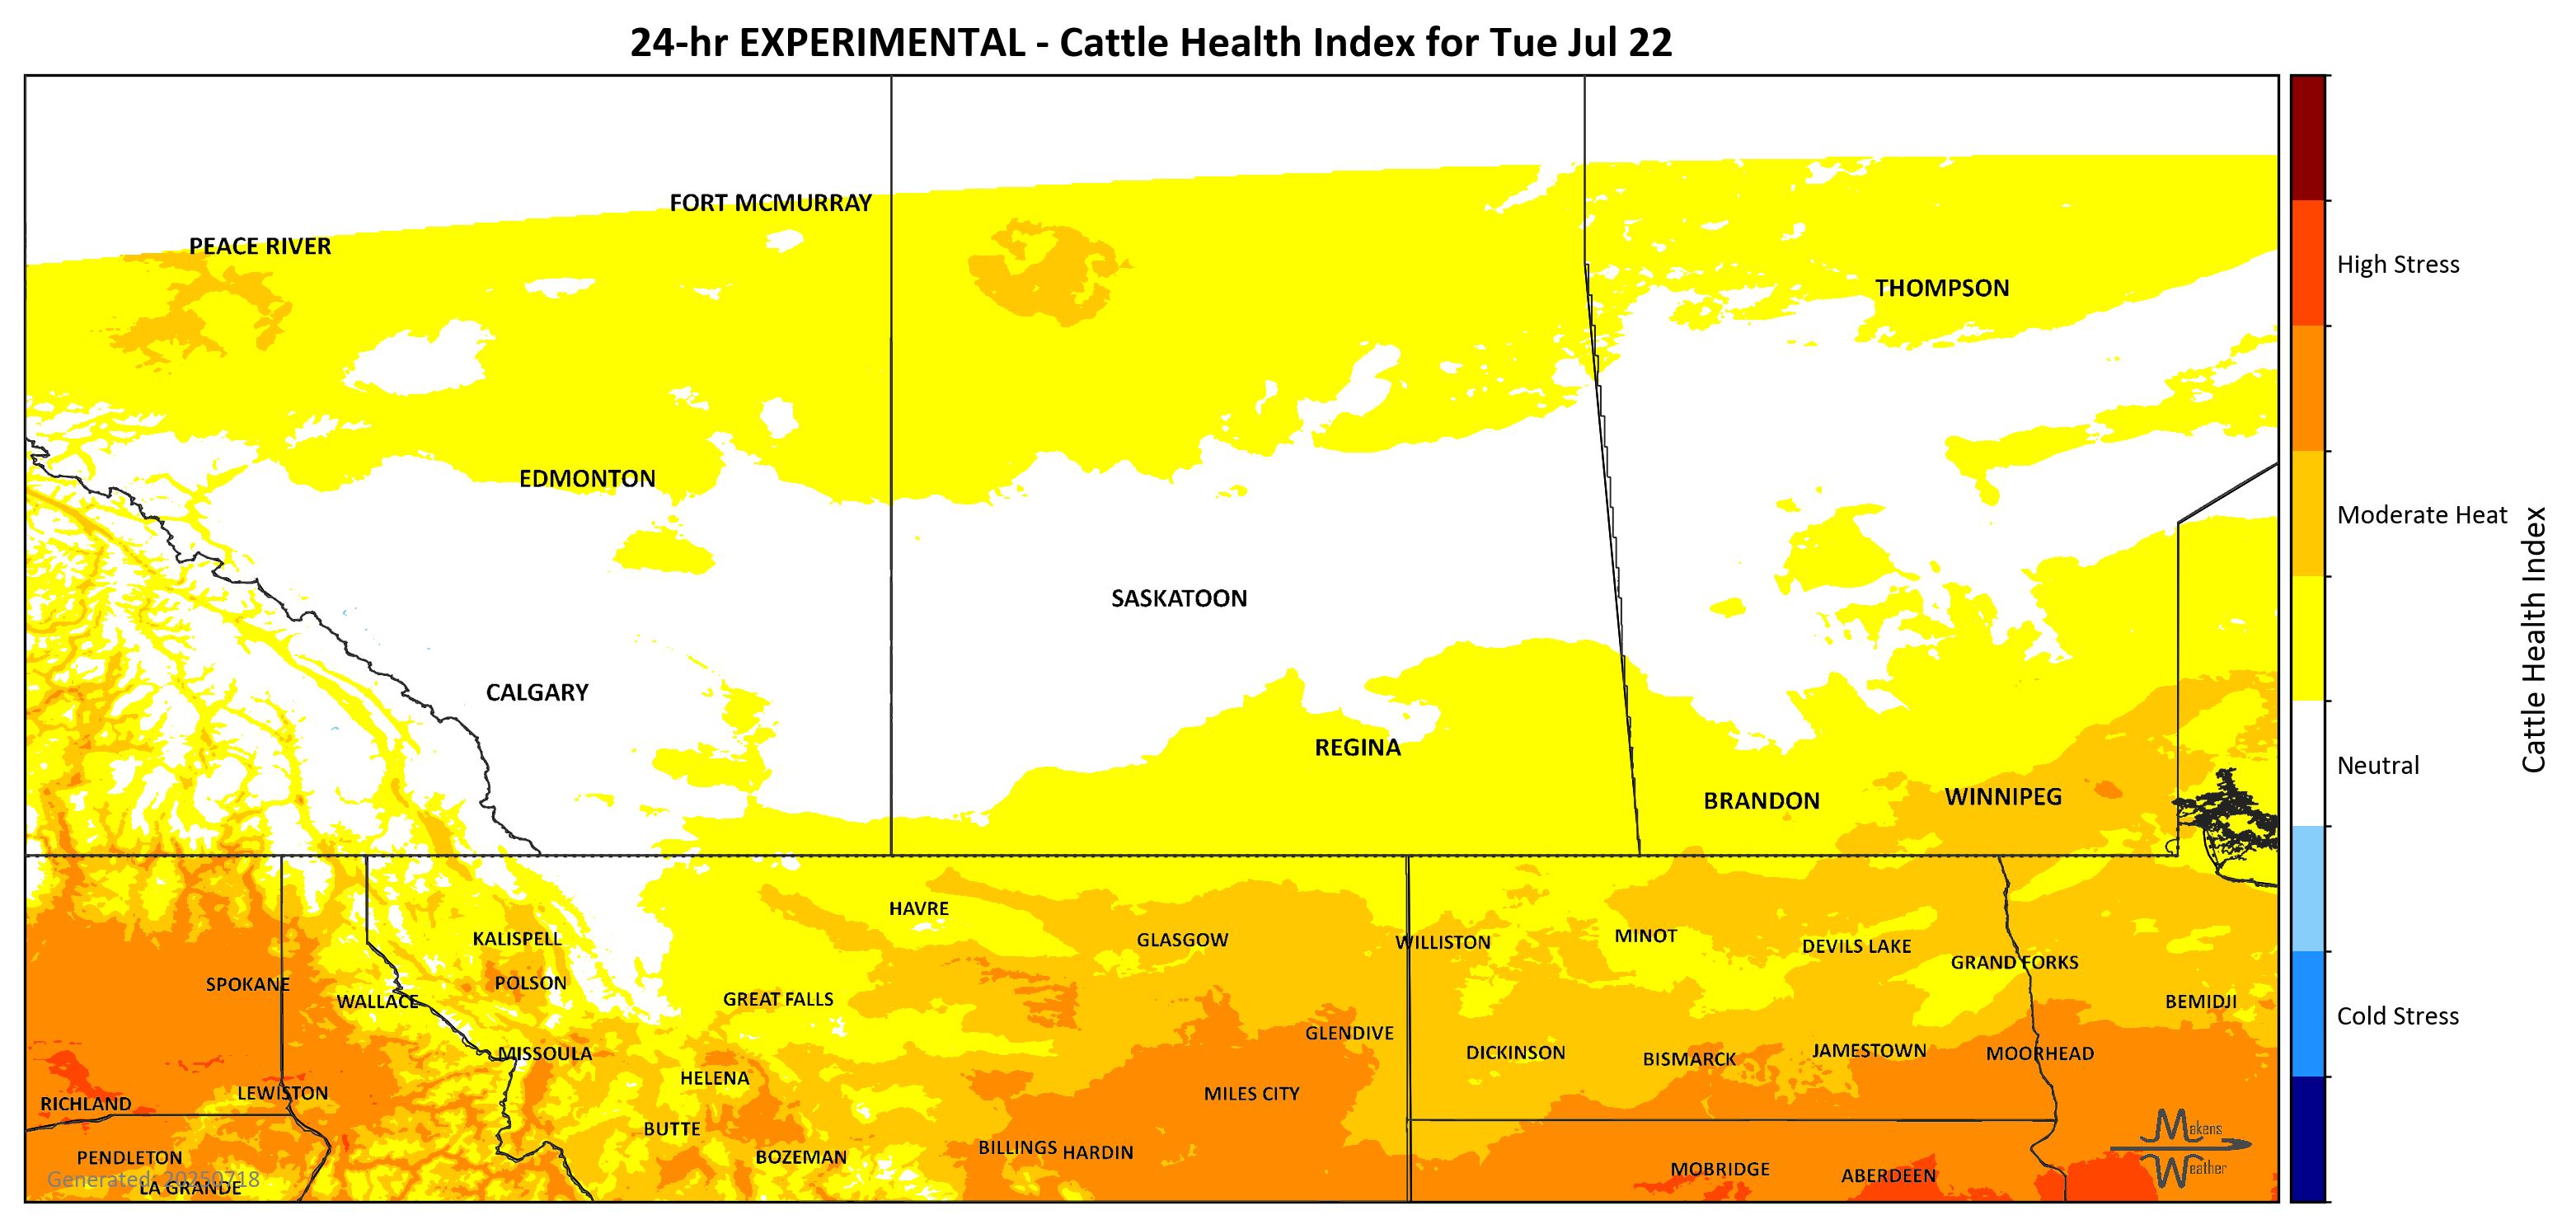 24-hr EXPERIMENTAL - Cattle Health Index for Tue Jul 22
FORT MCMURRAY
PEACE RIVER
THOMPSON
High Stress
EDMONTON
Moderate Heat
SASKATOON
CALGARY
REGINA
Neutral
BRANDON
WINNIPEG
Cattle Health Index
HAVRE
KALISPELL
GLASGOW
WILLISTON
MINOT
DEVILS LAKE
GRAND FORKS
SPOKANE
POLSON
WALLACE
GREAT FALLS
BEMIDJI
Cold Stress
GLENDIVE
MISSOULA
DICKINSON
BISMARCK
JAMESTOWN
MOORHEAD
HELENA
LEWISTON
MILES CITY
RICHLAND
BUTTE
Makens
Weather
BILLINGS
HARDIN
PENDLETON
BOZEMAN
MOBRIDGE
ABERDEEN
Generated: 20250718
LA GRANDE